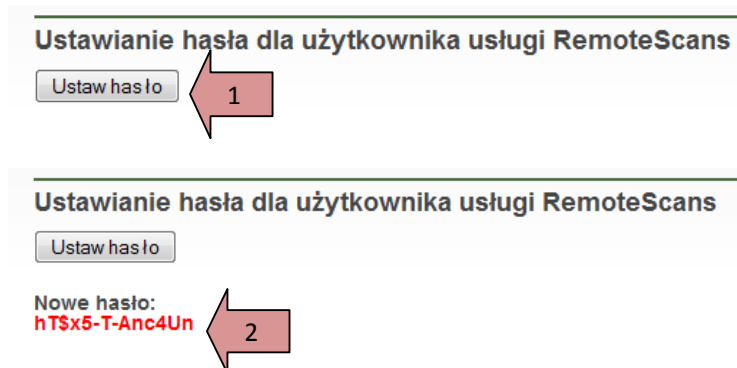 Ustawianie hasła dla użytkownika usługi RemoteScans
Ustaw hasło
1
Ustawianie hasła dla użytkownika usługi RemoteScans
Ustaw hasło
Nowe hasło:
hT$x5-T-Anc4Un
2